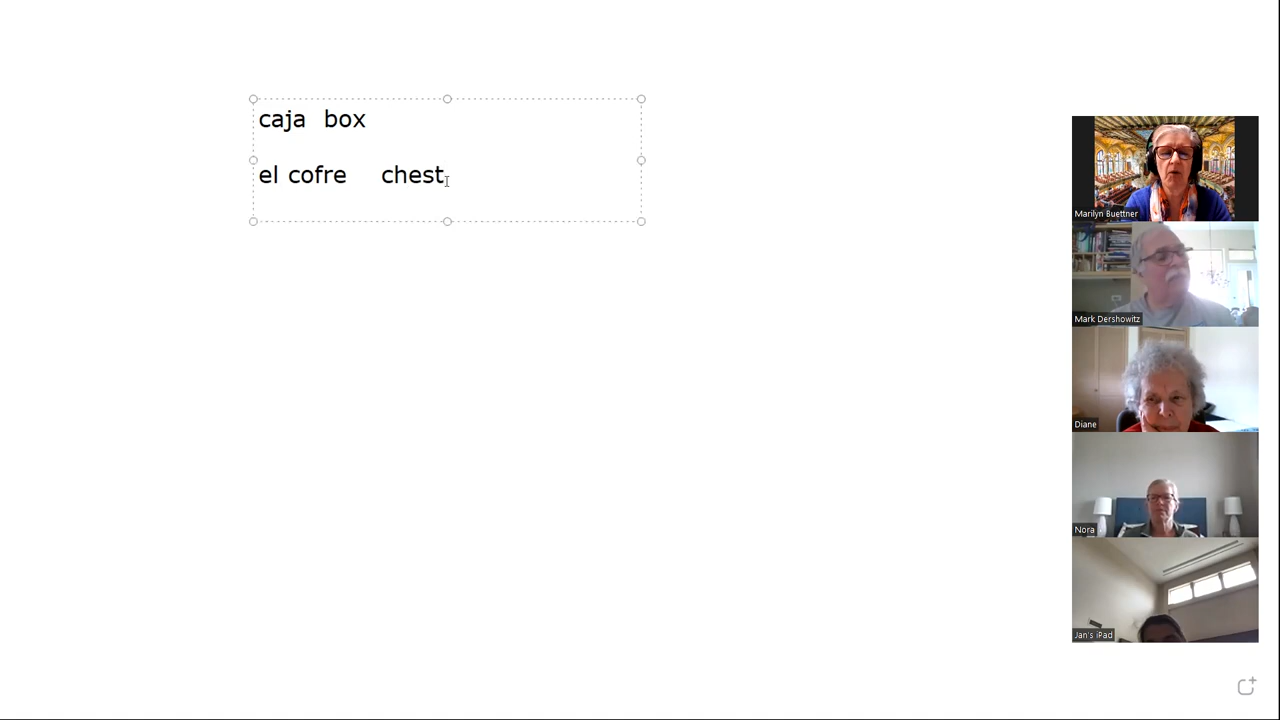 caja box
el cofre chest
Marilyn Buettner
Mark Dershowitz
Diane
Nora
Jan's iPad